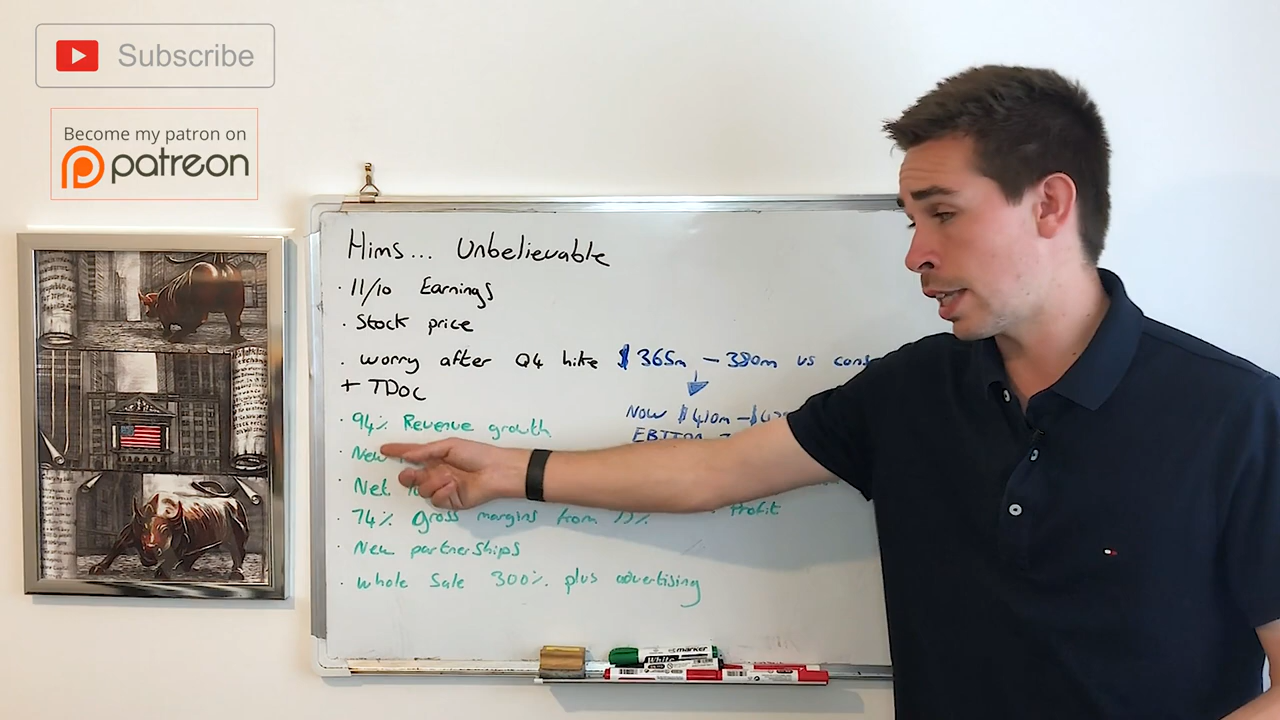 Subscribe
Become my patron on
patreon
Hims... Unbelievable
· 11/10 Earnings
· Stock price
· worry after Q4 hike $365m – 380m vs cons
+ TDOC
· 94% Revenue growth
Now $410m – $
EBITDA
· New
· Net
· 74% gross margins from
Profit
· New partnerships
· whole sale 300% plus advertising
marker